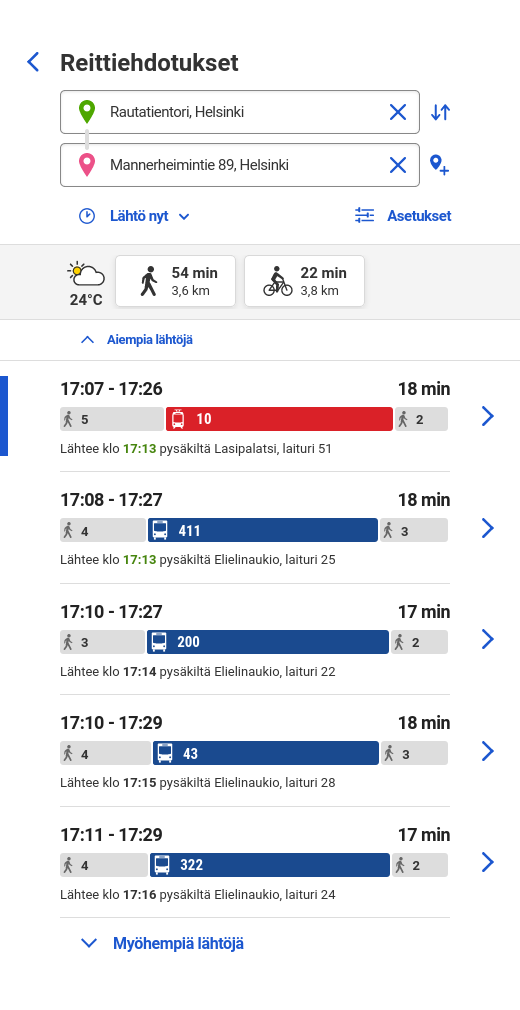 Reittiehdotukset
Rautatientori, Helsinki
Mannerheimintie 89, Helsinki
Lähtö nyt Asetukset
24°C
54 min
3,6 km
22 min
3,8 km
Aiempia lähtöjä
17:07 - 17:26 18 min
5 10 2
Lähtee klo 17:13 pysäkiltä Lasipalatsi, laituri 51
17:08 - 17:27 18 min
4 411 3
Lähtee klo 17:13 pysäkiltä Elielinaukio, laituri 25
17:10 - 17:27 17 min
3 200 2
Lähtee klo 17:14 pysäkiltä Elielinaukio, laituri 22
17:10 - 17:29 18 min
4 43 3
Lähtee klo 17:15 pysäkiltä Elielinaukio, laituri 28
17:11 - 17:29 17 min
4 322 2
Lähtee klo 17:16 pysäkiltä Elielinaukio, laituri 24
Myöhempiä lähtöjä